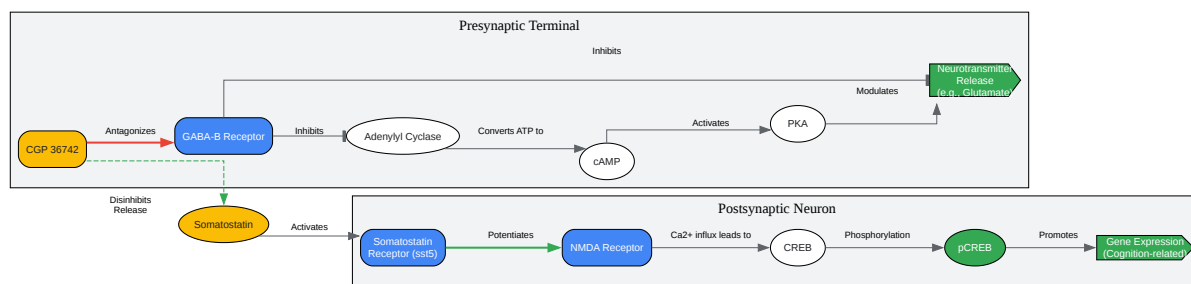 Presynaptic Terminal
Inhibits
Neurotransmitter
Release
(e.g., Glutamate)
Modulates
CGP 36742
Antagonizes
GABA-B Receptor
Inhibits
Adenylyl Cyclase
Converts ATP to
cAMP
Activates
PKA
Disinhibits
Release
Somatostatin
Activates
Postsynaptic Neuron
Somatostatin
Receptor (sst5)
Potentiates
NMDA Receptor
Ca2+ influx leads to
CREB
Phosphorylation
pCREB
Promotes
Gene Expression
(Cognition-related)